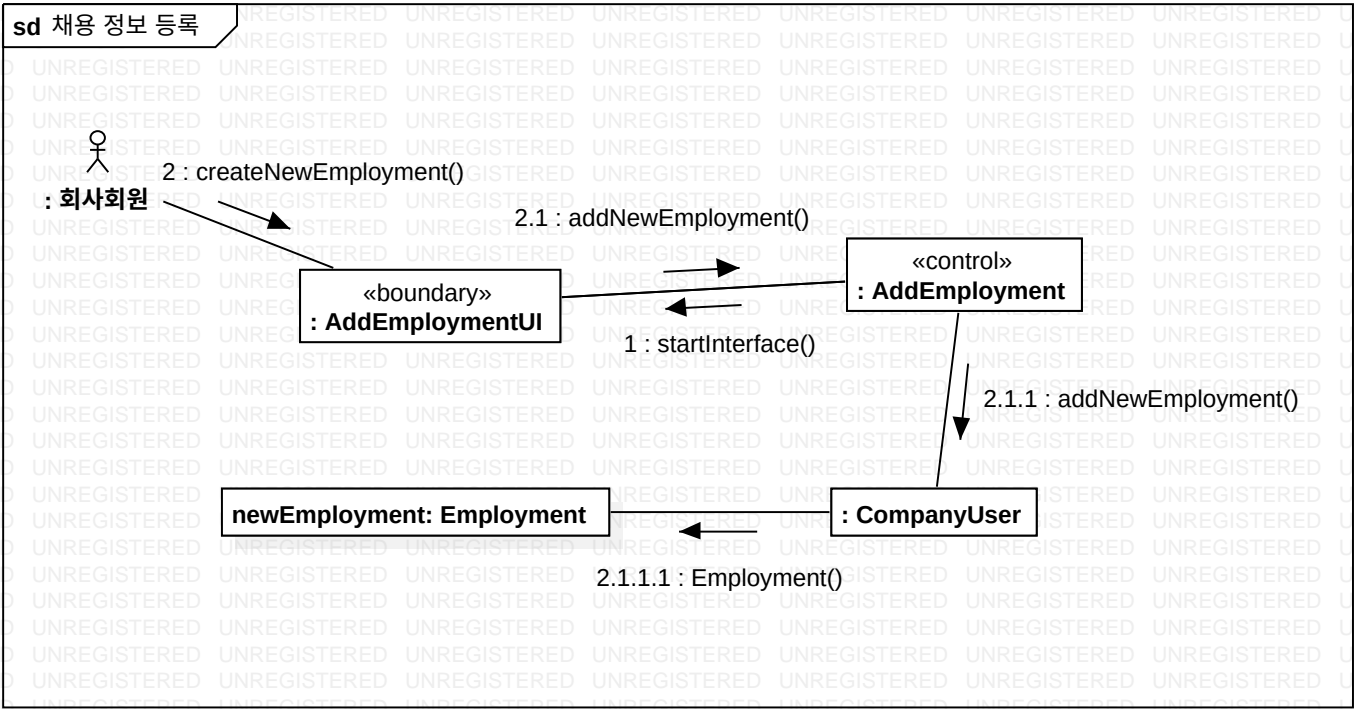 sd 채용 정보 등록
2 : createNewEmployment()
: 회사회원
2.1 : addNewEmployment()
«control»
: AddEmployment
«boundary»
: AddEmploymentUI
1 : startInterface()
2.1.1 : addNewEmployment()
newEmployment: Employment
: CompanyUser
2.1.1.1 : Employment()
UNREGISTERED